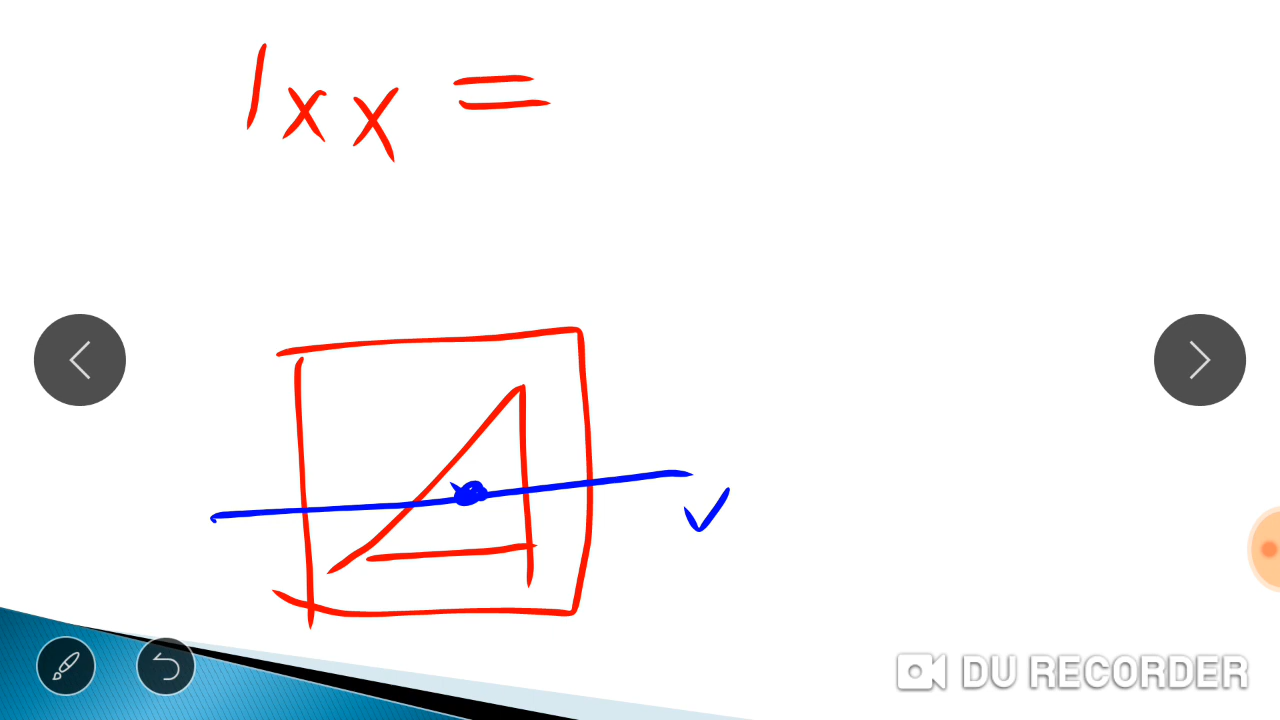 Ixx =
DU RECORDER